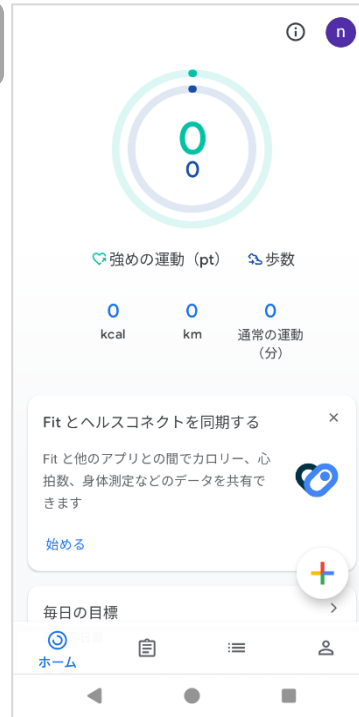 n
0
0
強めの運動（pt） 歩数
0 0 0
kcal km 通常の運動
（分）
Fit とヘルスコネクトを同期する
Fit と他のアプリとの間でカロリー、心
拍数、身体測定などのデータを共有で
きます
始める
毎日の目標
ホーム